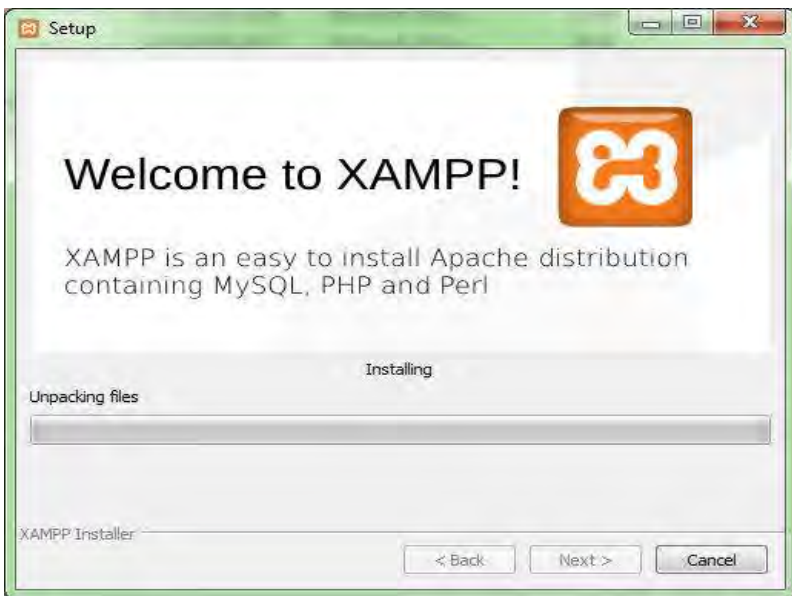 Setup
Welcome to XAMPP!
XAMPP is an easy to install Apache distribution
containing MySQL, PHP and Perl
Installing
Unpacking files
XAMPP Installer
< Back
Next >
Cancel